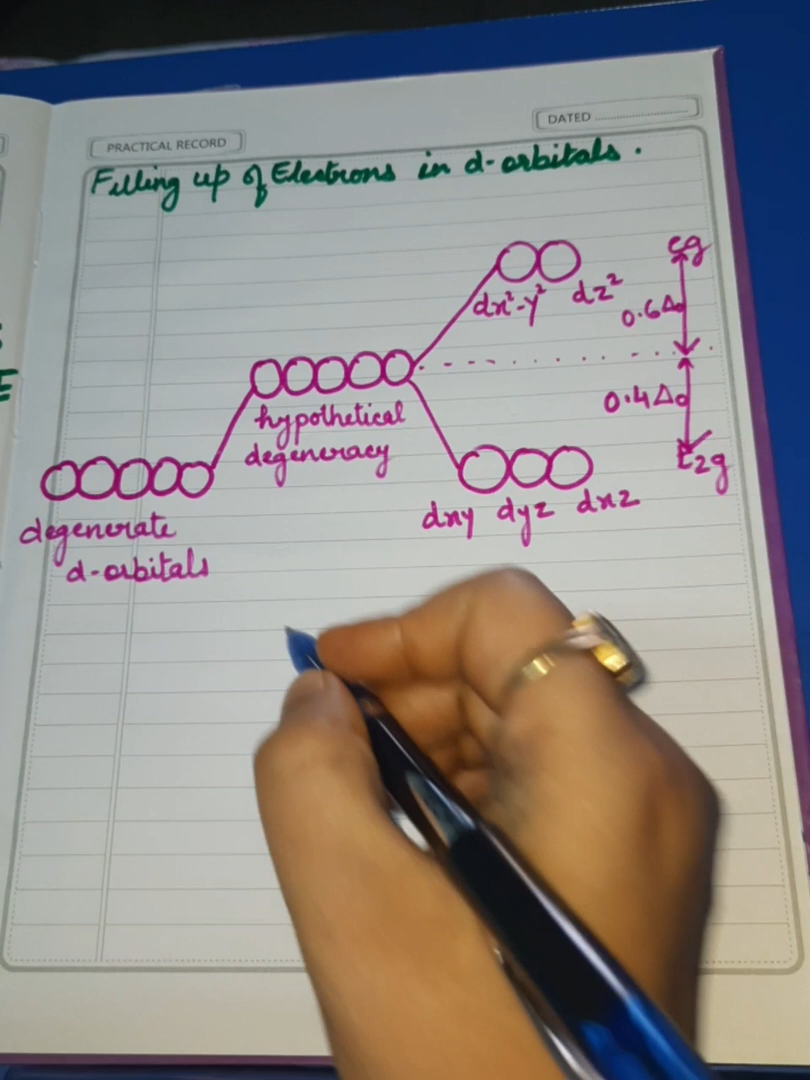 PRACTICAL RECORD
DATED
Filling up of Electrons in d-orbitals.
eg
dx²-y² dz²
0.6Δo
hypothetical
degeneracy
0.4Δo
t2g
dxy dyz dxz
degenerate
d-orbitals
E